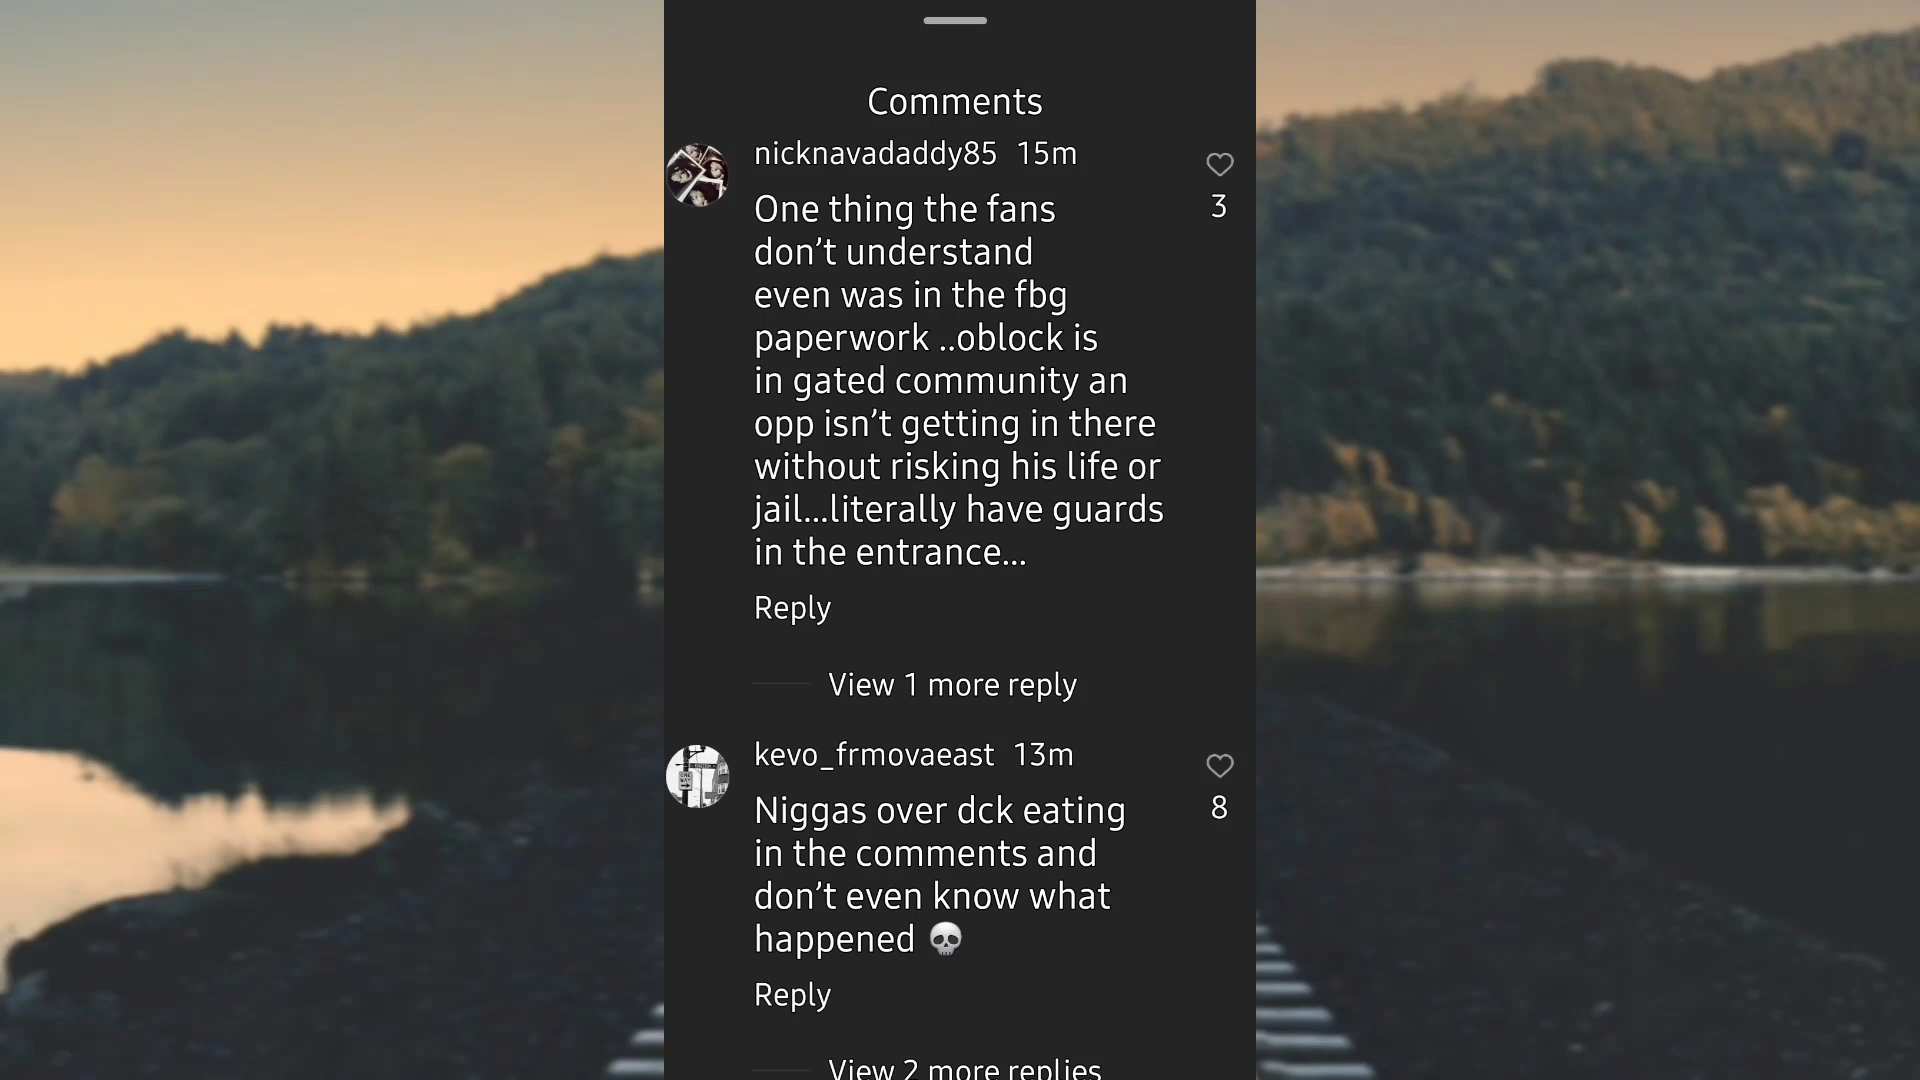 Comments
nicknavadaddy85 15m
One thing the fans
3
don’t understand
even was in the fbg
paperwork ..oblock is
in gated community an
opp isn’t getting in there
without risking his life or
jail...literally have guards
in the entrance...
Reply
View 1 more reply
kevo_frmovaeast 13m
Niggas over dck eating
8
in the comments and
don’t even know what
happened 💀
Reply
View 2 more replies